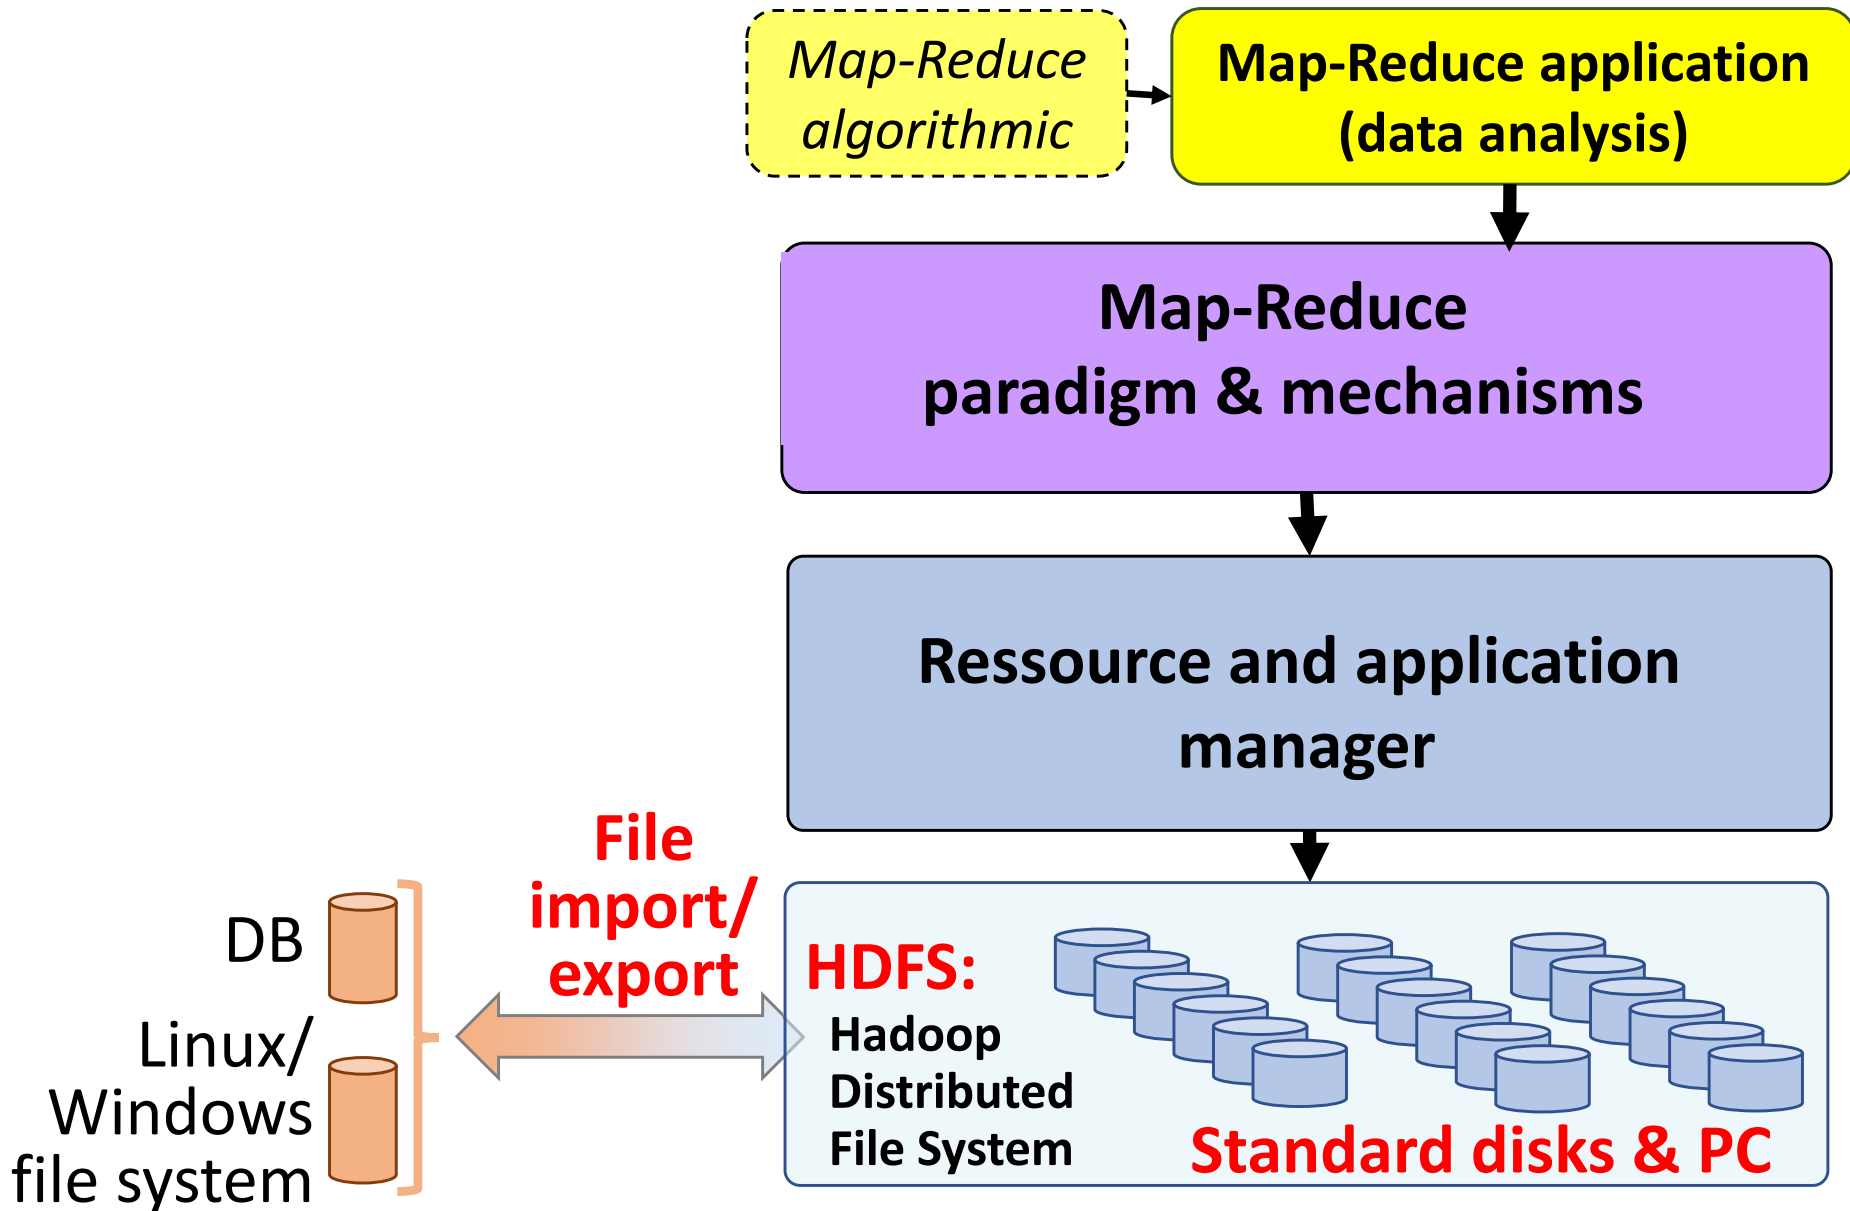 Map-Reduce
algorithmic
Map-Reduce application
(data analysis)
Map-Reduce
paradigm & mechanisms
Ressource and application
manager
File
import/
export
DB
Linux/
Windows
file system
HDFS:
Hadoop
Distributed
File System
Standard disks & PC